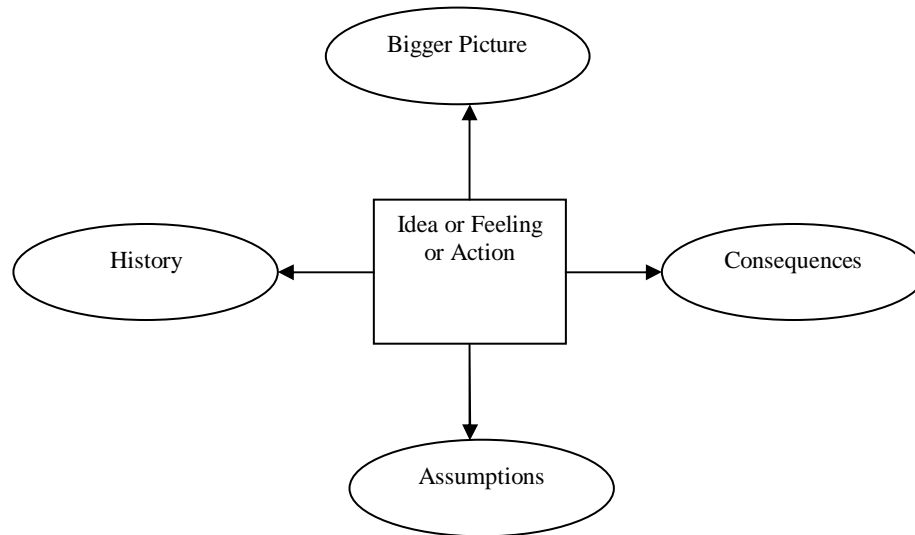 Bigger Picture
Idea or Feeling
or Action
History
Consequences
Assumptions